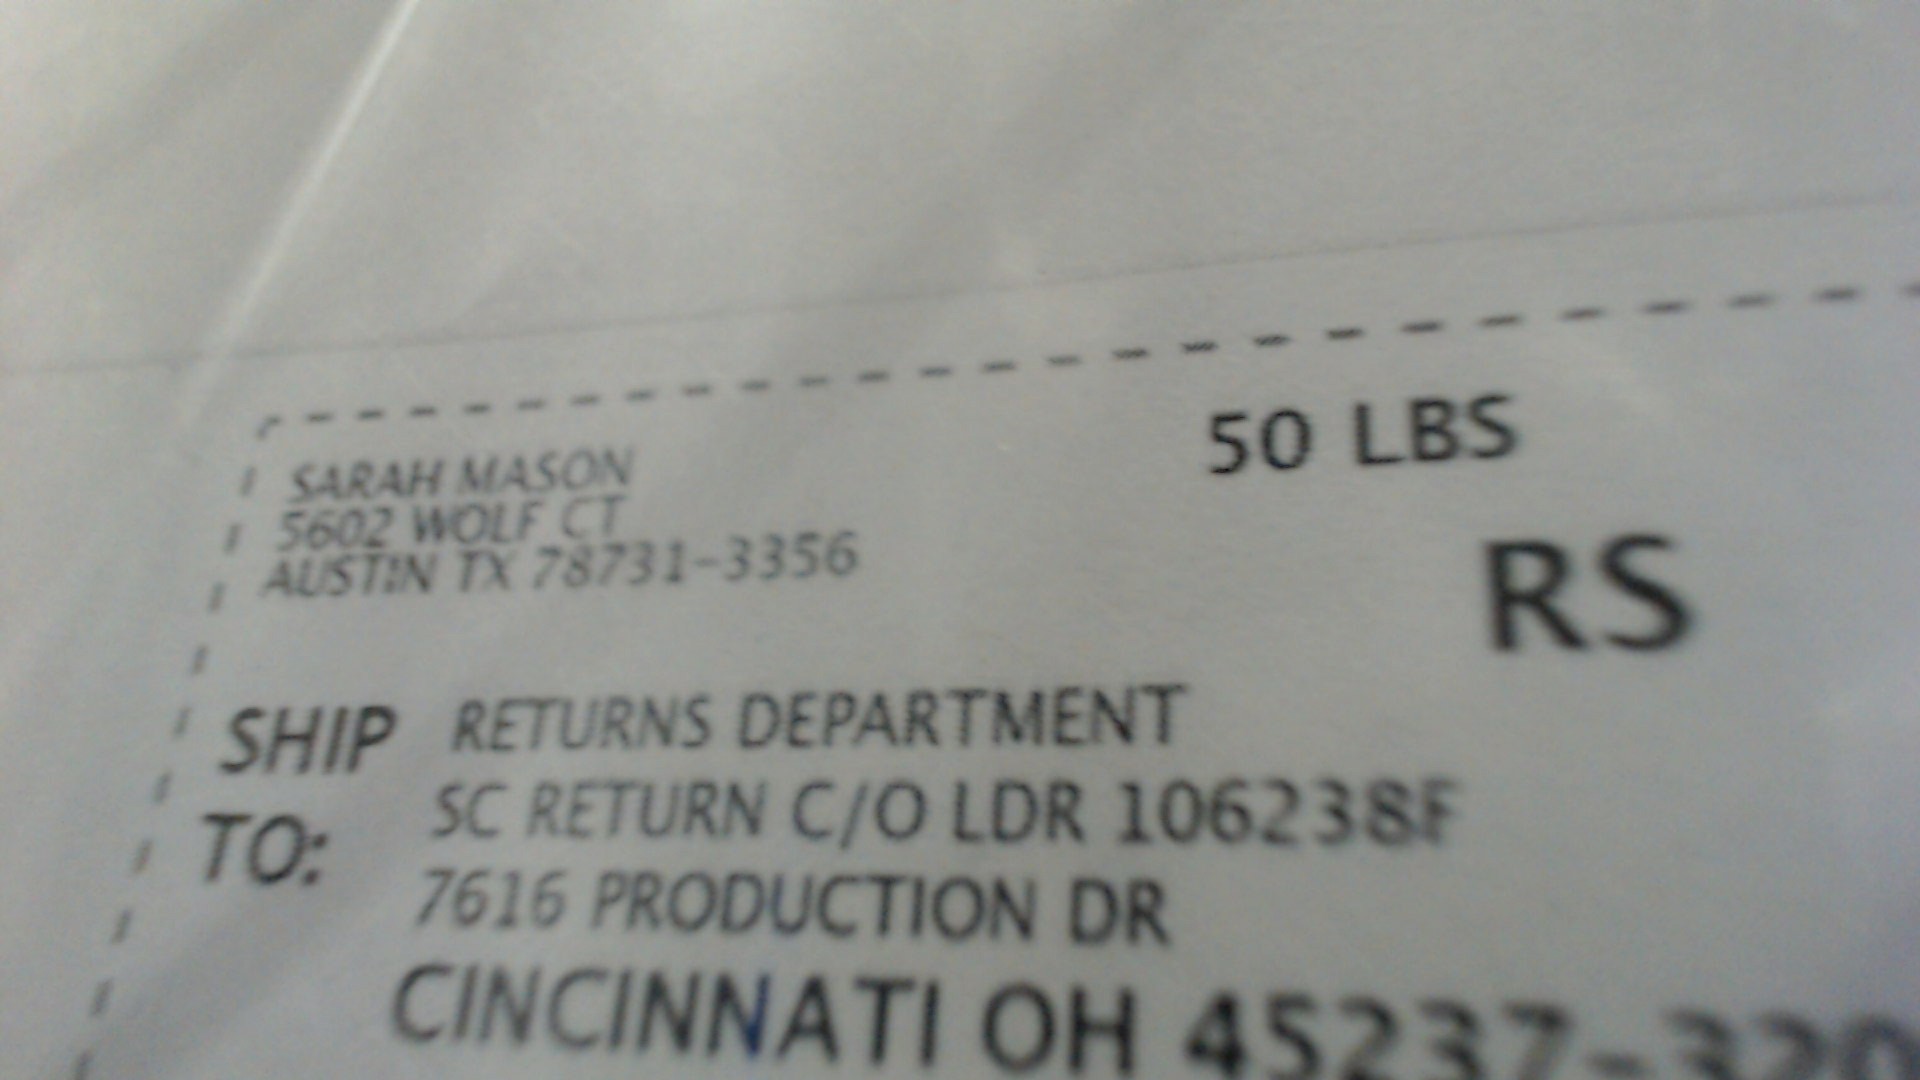 SARAH MASON
5602 WOLF CT
AUSTIN TX 78731-3356
50 LBS
RS
SHIP TO:
RETURNS DEPARTMENT
SC RETURN C/O LDR 106238F
7616 PRODUCTION DR
CINCINNATI OH 45237-320